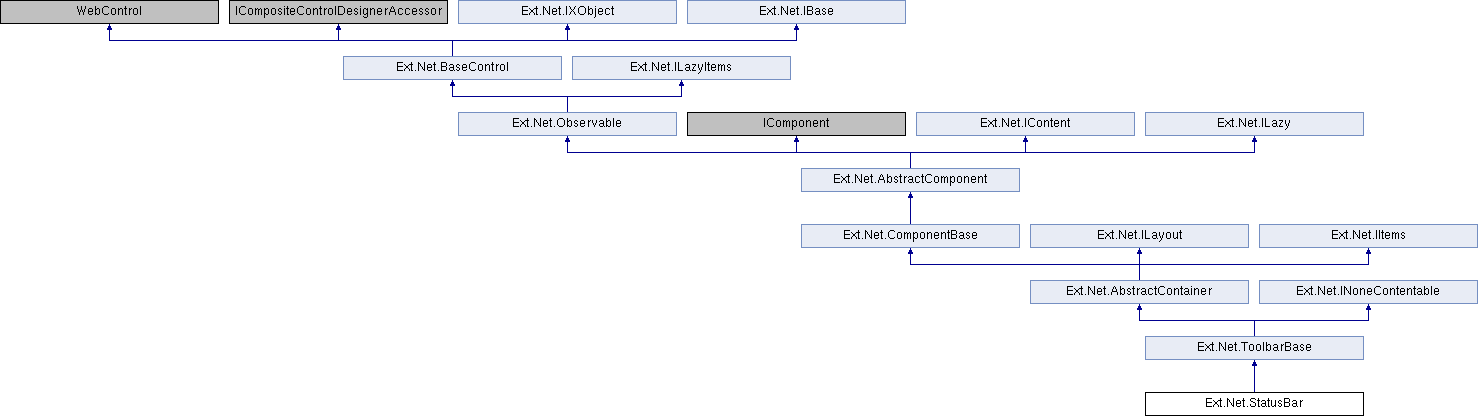 WebControl
ICompositeControlDesignerAccessor
Ext.Net.IXObject
Ext.Net.IBase
Ext.Net.BaseControl
Ext.Net.ILazyItems
Ext.Net.Observable
IComponent
Ext.Net.IContent
Ext.Net.ILazy
Ext.Net.AbstractComponent
Ext.Net.ComponentBase
Ext.Net.ILayout
Ext.Net.IItems
Ext.Net.AbstractContainer
Ext.Net.INoneContentable
Ext.Net.ToolbarBase
Ext.Net.StatusBar